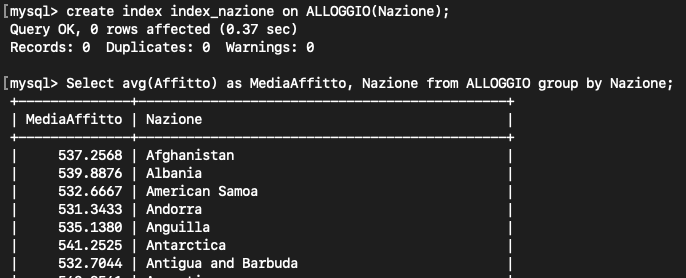 [mysql> create index index_nazione on ALLOGGIO(Nazione);
Query OK, 0 rows affected (0.37 sec)
Records: 0  Duplicates: 0  Warnings: 0
[mysql> Select avg(Affitto) as MediaAffitto, Nazione from ALLOGGIO group by Nazione;
+--------------+----------------------------------------------+
| MediaAffitto | Nazione                                      |
+--------------+----------------------------------------------+
|     537.2568 | Afghanistan                                  |
|     539.8876 | Albania                                      |
|     532.6667 | American Samoa                               |
|     531.3433 | Andorra                                      |
|     535.1380 | Anguilla                                     |
|     541.2525 | Antarctica                                   |
|     532.7044 | Antigua and Barbuda                          |